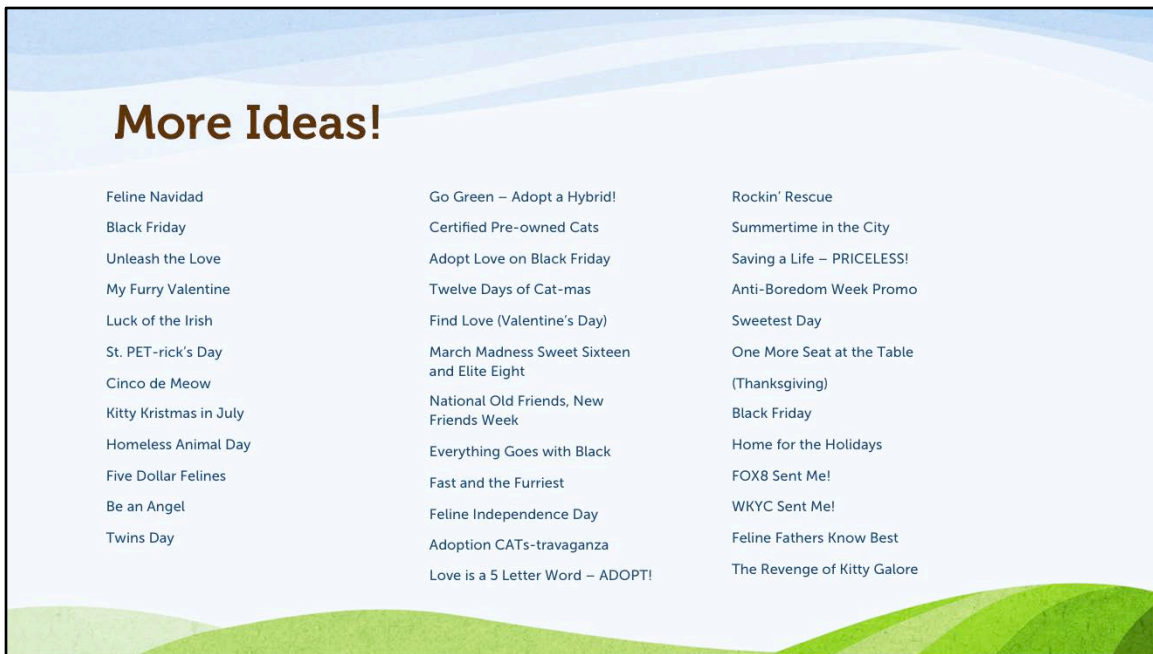 More Ideas!
Feline Navidad
Black Friday
Unleash the Love
My Furry Valentine
Luck of the Irish
St. PET-rick’s Day
Cinco de Meow
Kitty Kristmas in July
Homeless Animal Day
Five Dollar Felines
Be an Angel
Twins Day
Go Green – Adopt a Hybrid!
Certified Pre-owned Cats
Adopt Love on Black Friday
Twelve Days of Cat-mas
Find Love (Valentine’s Day)
March Madness Sweet Sixteen
and Elite Eight
National Old Friends, New
Friends Week
Everything Goes with Black
Fast and the Furriest
Feline Independence Day
Adoption CATs-travaganza
Love is a 5 Letter Word – ADOPT!
Rockin’ Rescue
Summertime in the City
Saving a Life – PRICELESS!
Anti-Boredom Week Promo
Sweetest Day
One More Seat at the Table
(Thanksgiving)
Black Friday
Home for the Holidays
FOX8 Sent Me!
WKYC Sent Me!
Feline Fathers Know Best
The Revenge of Kitty Galore